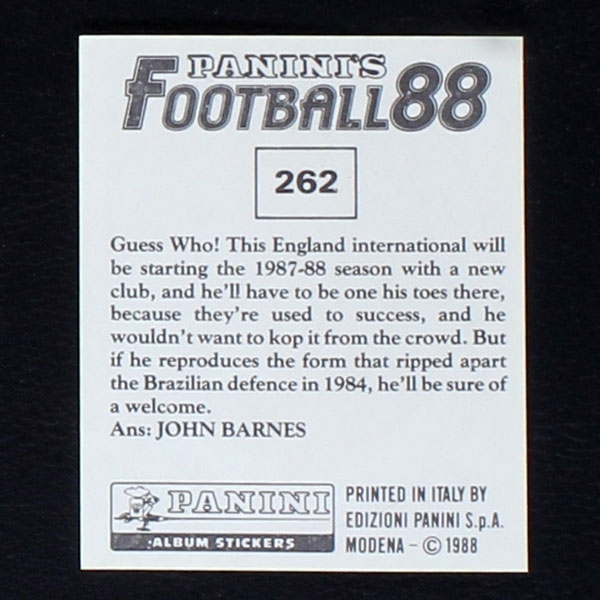 PANINI'S
FOOTBALL 88
262
Guess Who! This England international will
be starting the 1987-88 season with a new
club, and he'll have to be one his toes there,
because they're used to success, and he
wouldn't want to kop it from the crowd. But
if he reproduces the form that ripped apart
the Brazilian defence in 1984, he'll be sure of
a welcome.
Ans: JOHN BARNES
PANINI
ALBUM STICKERS
PRINTED IN ITALY BY
EDIZIONI PANINI S.p.A.
MODENA - © 1988